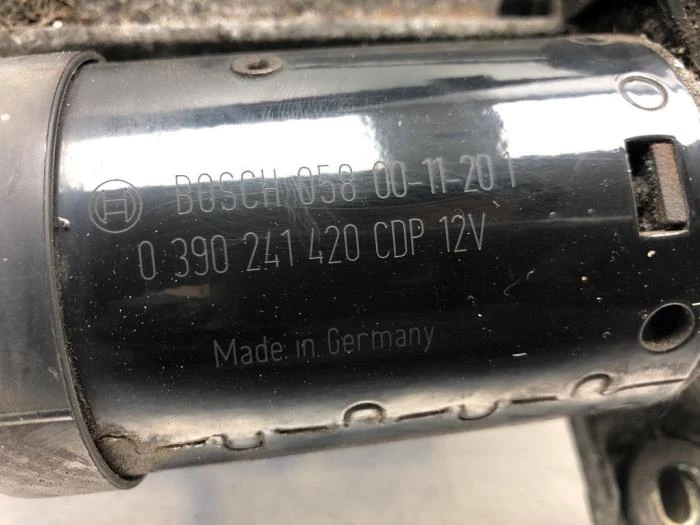 BOSCH 058 00-11-20 1
0 390 241 420 CDP 12V
Made in Germany